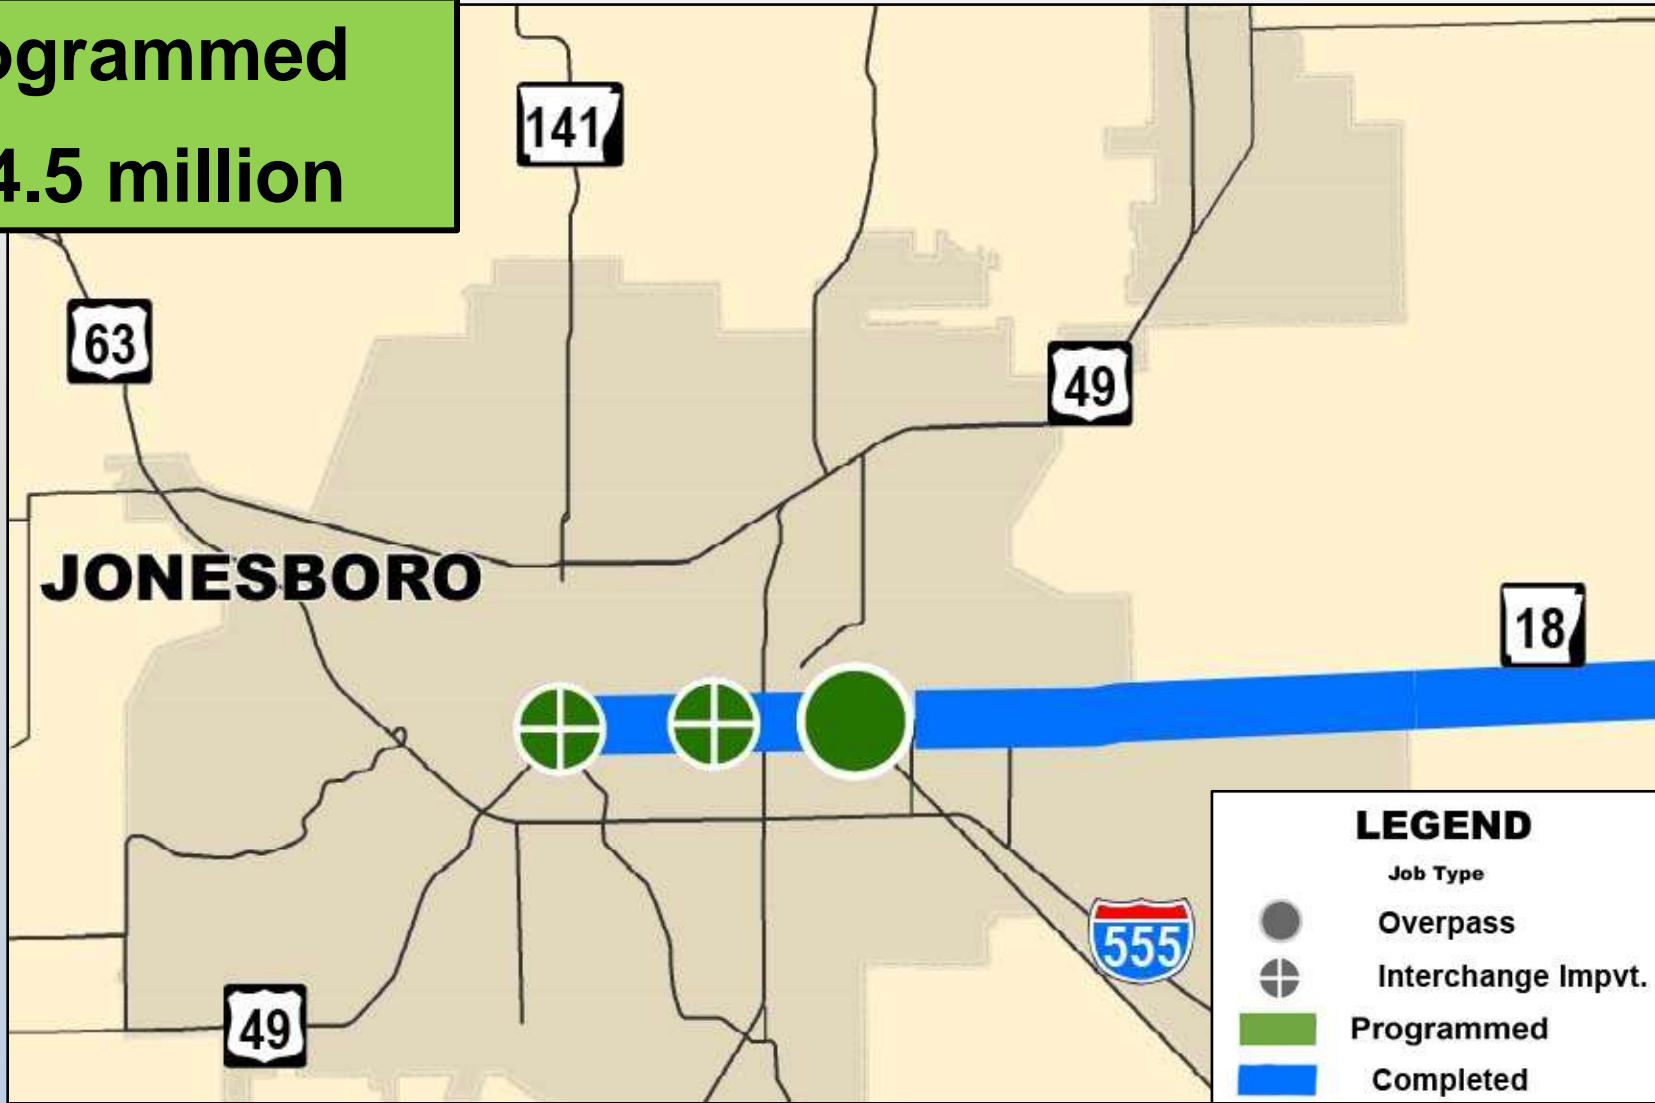 ogrammed
4.5 million
141
63
49
JONESBORO
18
LEGEND
Job Type
Overpass
555
Interchange Impvt.
Programmed
49
Completed